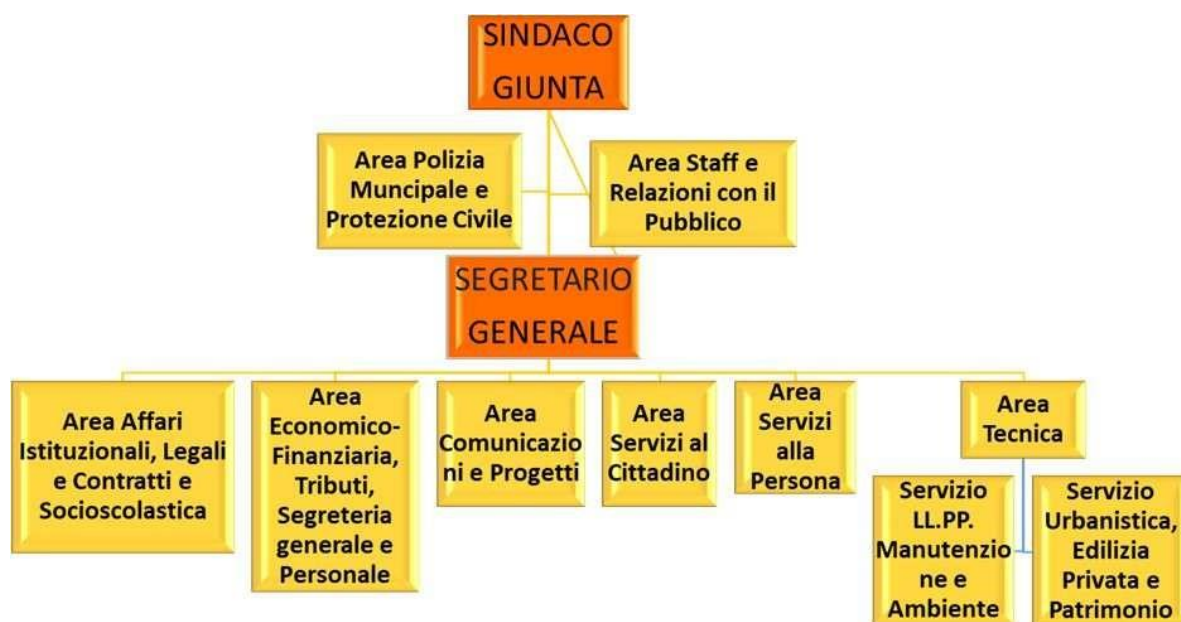 SINDACO
GIUNTA
Area Polizia
Muncipale e
Protezione Civile
Area Staff e
Relazioni con il
Pubblico
SEGRETARIO
GENERALE
Area Affari
Istituzionali, Legali
e Contratti e
Socioscolastica
Area
Economico-
Finanziaria,
Tributi,
Segreteria
generale e
Personale
Area
Comunicazio
ni e Progetti
Area
Servizi al
Cittadino
Area
Servizi
alla
Persona
Area
Tecnica
Servizio
LL.PP.
Manutenzio
ne e
Ambiente
Servizio
Urbanistica,
Edilizia
Privata e
Patrimonio